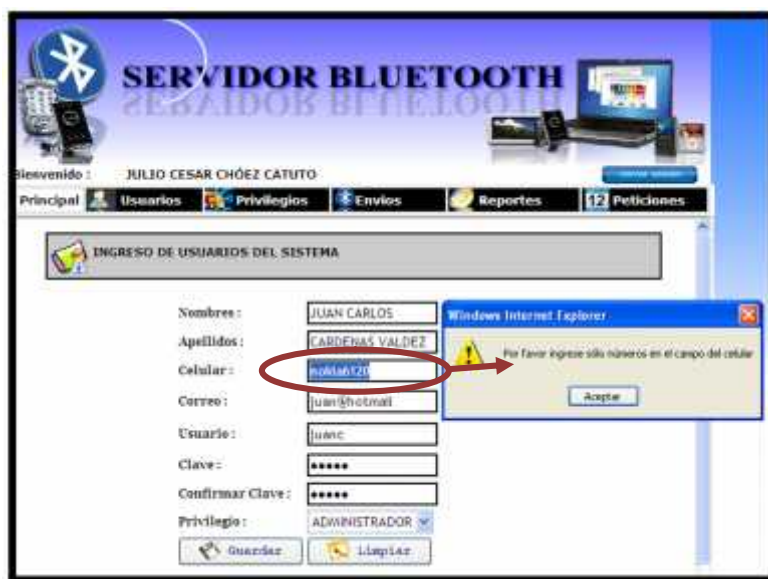 SERVIDOR BLUETOOTH
Bienvenido : JULIO CESAR CHÓEZ CATUTO
Principal Usuarios Privilegios Envios Reportes 12 Peticiones
INGRESO DE USUARIOS DEL SISTEMA
Nombres : JUAN CARLOS
Apellidos : CARDENAS VALDEZ
Celular : nokia6120
Correo : juan@hotmail
Usuario : juanc
Clave : •••••
Confirmar Clave : •••••
Privilegio : ADMINISTRADOR
Guardar Limpiar
Windows Internet Explorer
Por favor ingrese sólo números en el campo del celular
Aceptar